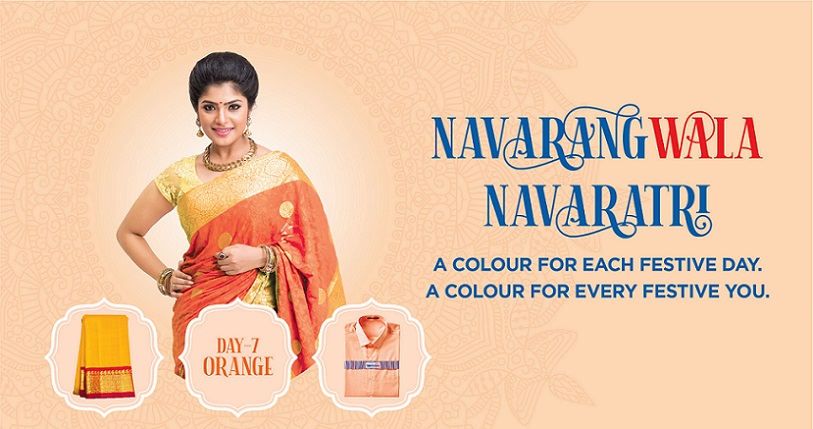 NAVARANGWALA
NAVARATRI
A COLOUR FOR EACH FESTIVE DAY.
A COLOUR FOR EVERY FESTIVE YOU.
DAY-7
ORANGE